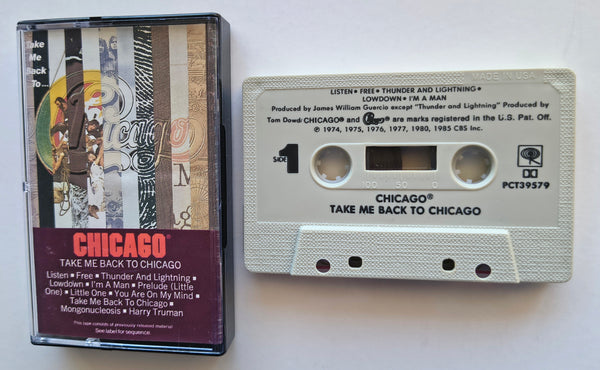 Take
Me
Back
To...
Chicago
M
CHICAGO®
TAKE ME BACK TO CHICAGO
Listen ▪ Free ▪ Thunder And Lightning ▪
Lowdown ▪ I'm A Man ▪ Prelude (Little
One) ▪ Little One ▪ You Are On My Mind ▪
Take Me Back To Chicago ▪
Mongonucleosis ▪ Harry Truman
This tape consists of previously released material
See label for sequence.
MADE IN USA
LISTEN • FREE • THUNDER AND LIGHTNING •
LOWDOWN • I'M A MAN
Produced by James William Guercio except "Thunder and Lightning" Produced by
Tom Dowd/CHICAGO® and Chicago® are marks registered in the U.S. Pat. Off.
℗ 1974, 1975, 1976, 1977, 1980, 1985 CBS Inc.
SIDE 1
100 50 0
PCT39579
CHICAGO®
TAKE ME BACK TO CHICAGO